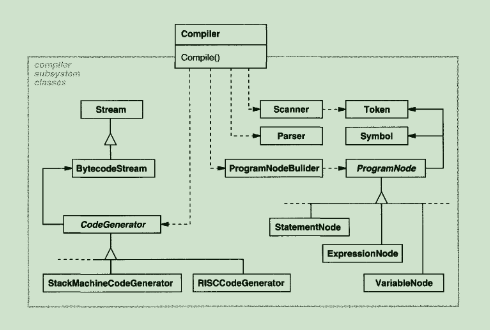 Compiler
Compile()
compiler
subsystem
classes
Stream
Scanner
Token
Parser
Symbol
BytecodeStream
ProgramNodeBuilder
ProgramNode
CodeGenerator
StatementNode
ExpressionNode
StackMachineCodeGenerator
RISCCodeGenerator
VariableNode